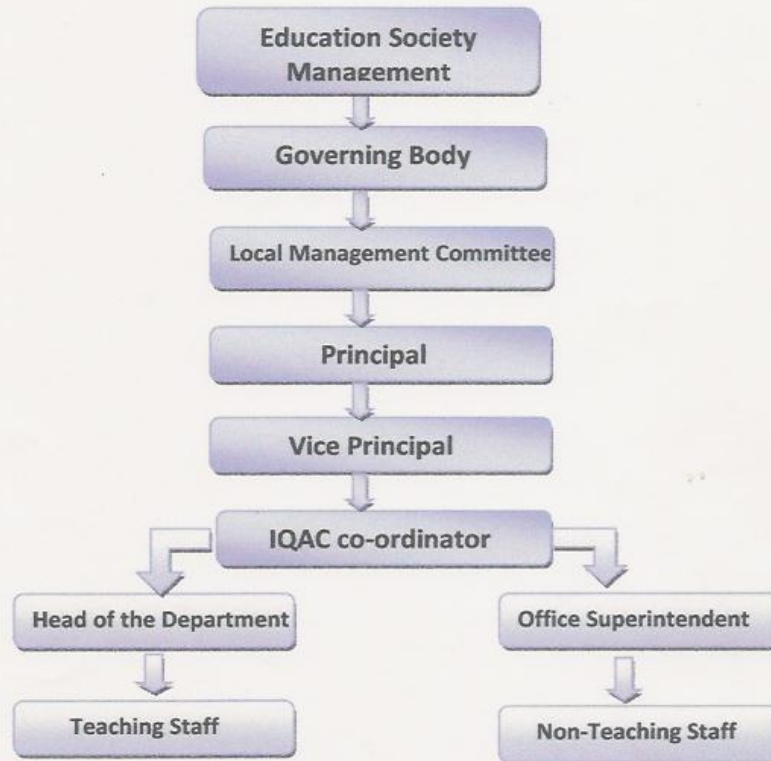 Education Society
Management
Governing Body
Local Management Committee
Principal
Vice Principal
IQAC co-ordinator
Head of the Department
Office Superintendent
Teaching Staff
Non-Teaching Staff